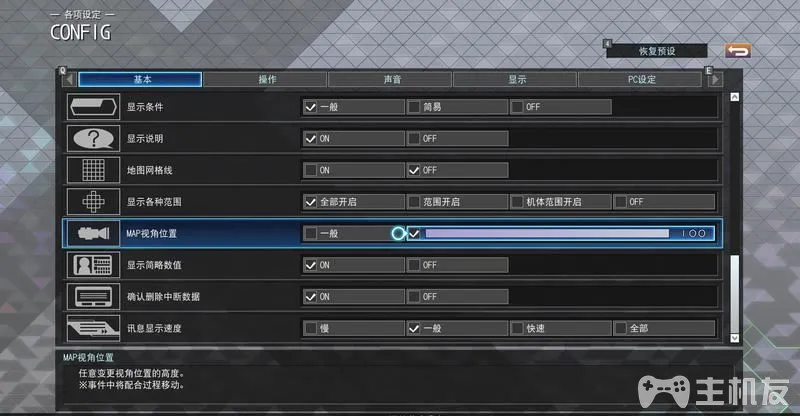 各项设定
CONFIG
4 恢复预设
Q 基本 操作 声音 显示 PC设定 E
显示条件 一般 简易 OFF
显示说明 ON OFF
地图网格线 ON OFF
显示各种范围 全部开启 范围开启 机体范围开启 OFF
MAP视角位置 一般 100
显示简略数值 ON OFF
确认删除中断数据 ON OFF
讯息显示速度 慢 一般 快速 全部
MAP视角位置
任意变更视角位置的高度。
※事件中将配合过程移动。
主机友